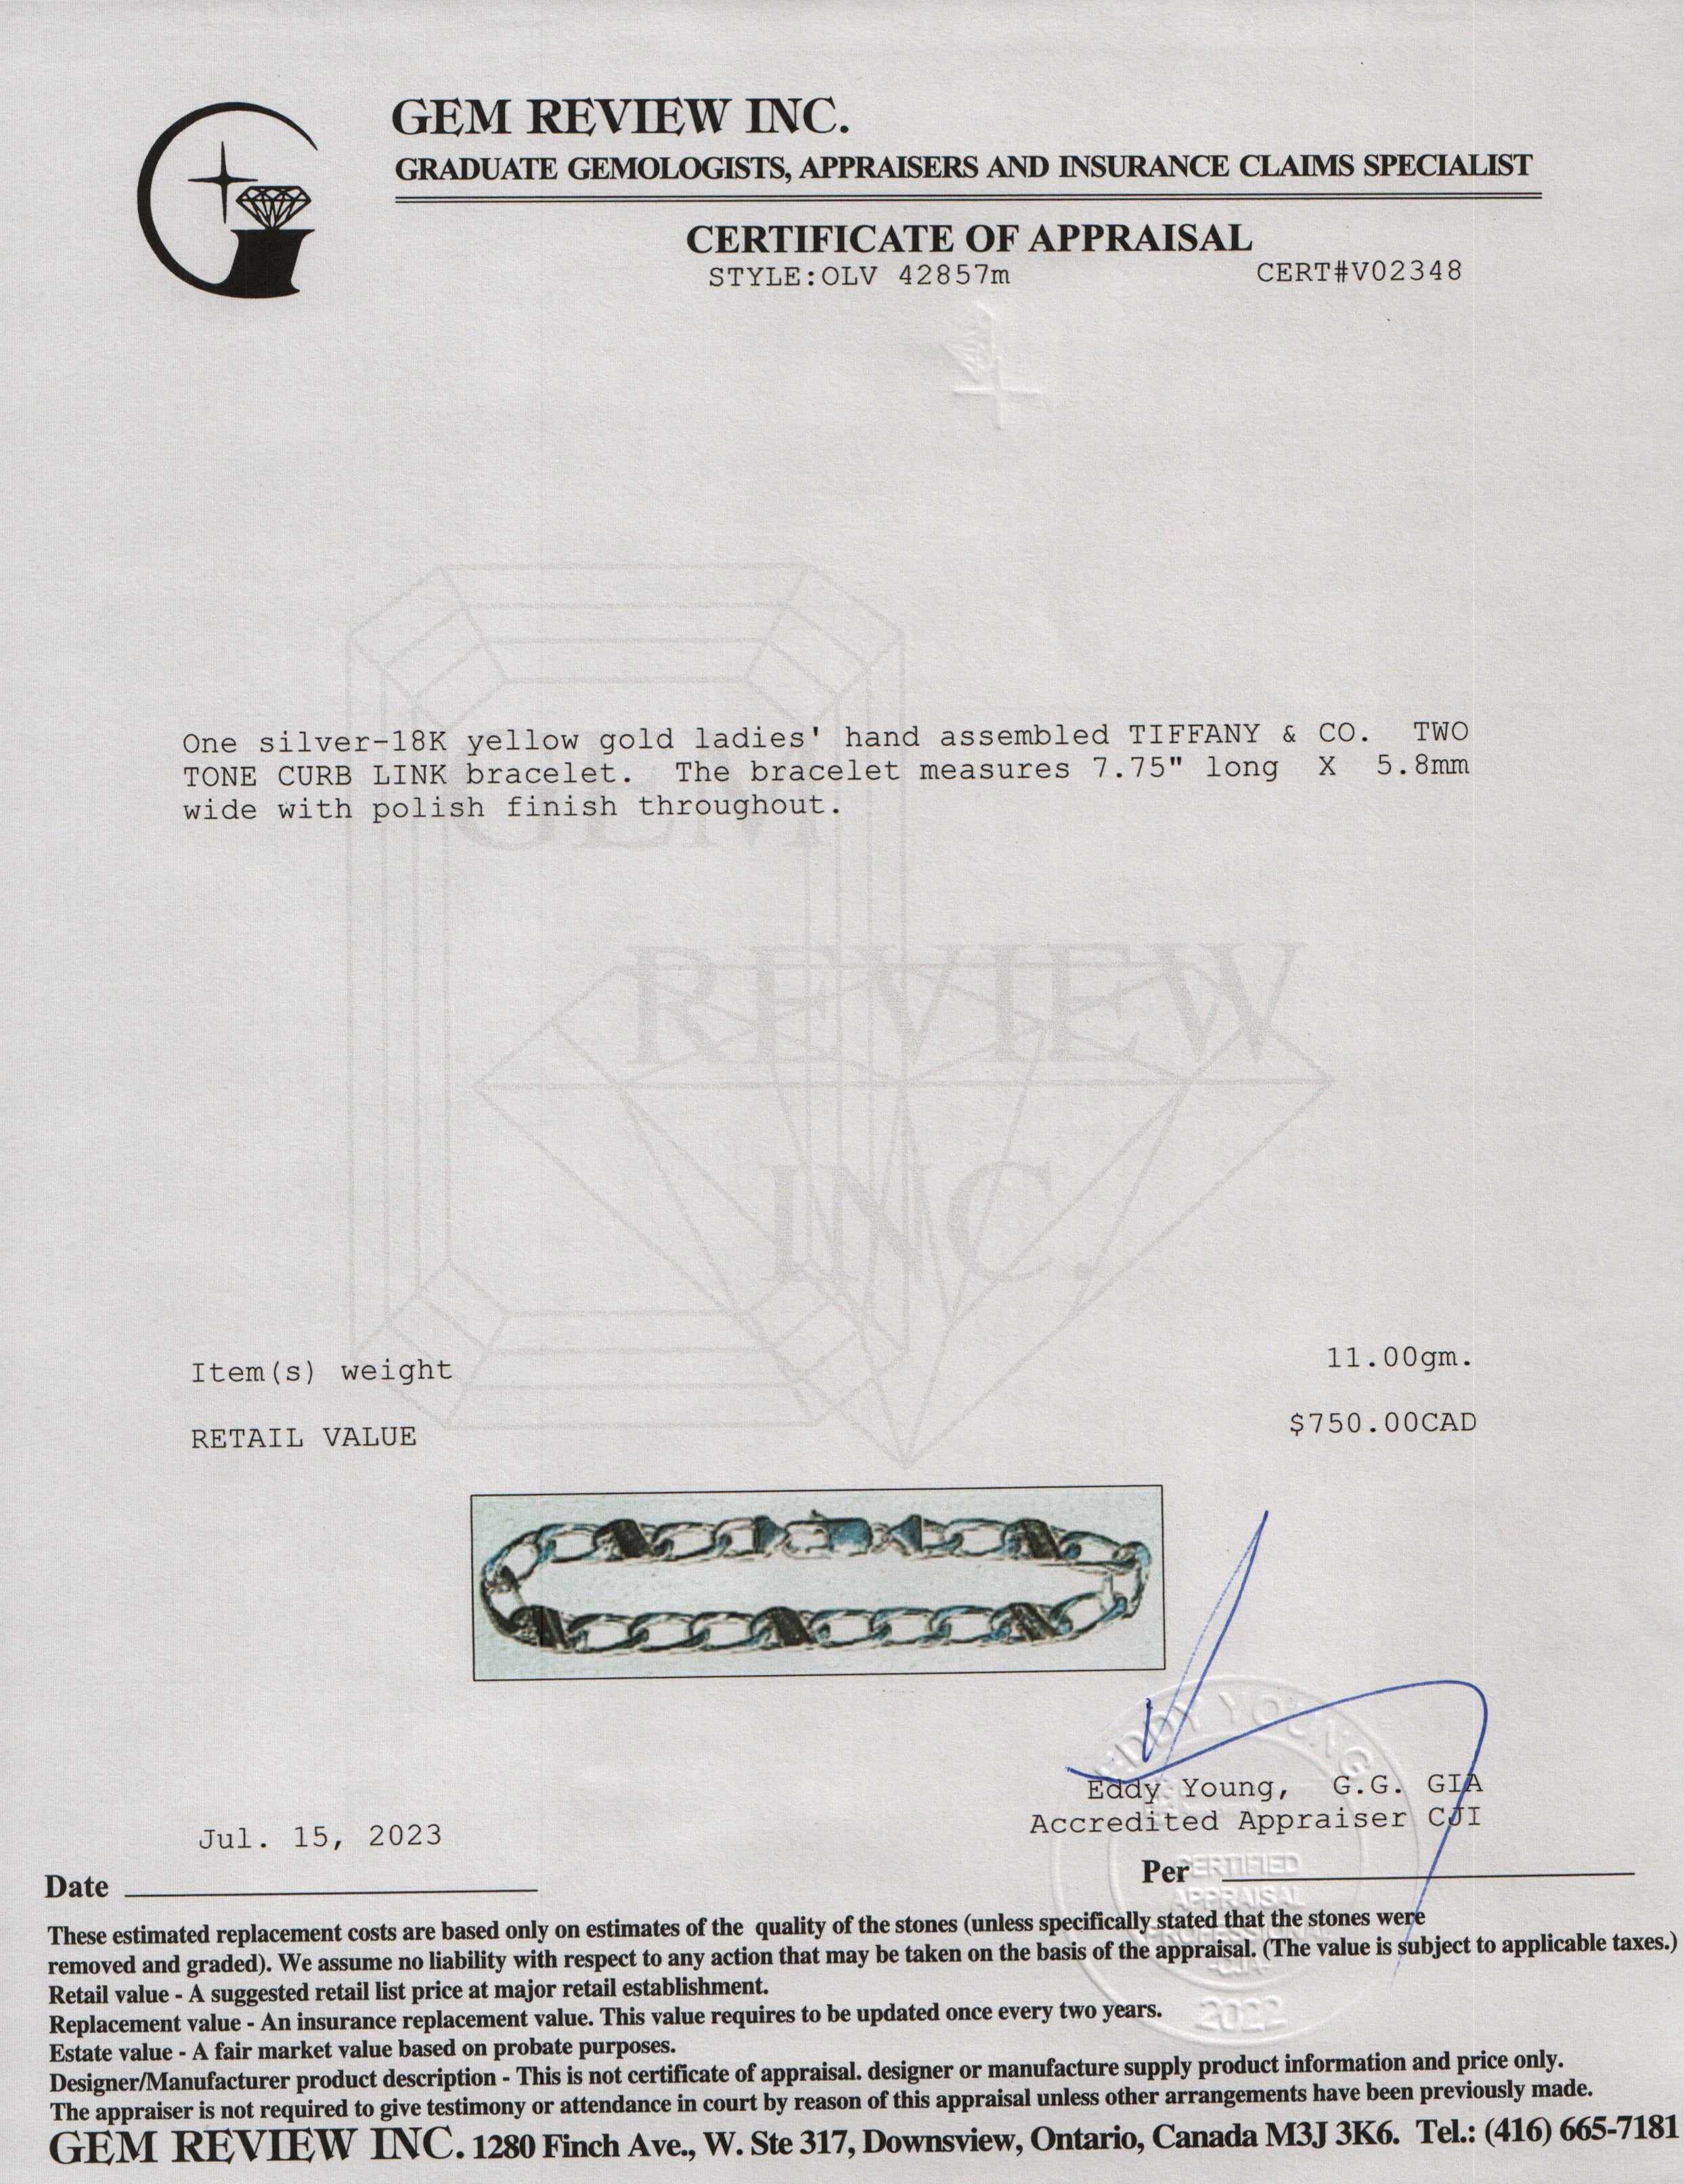 GEM REVIEW INC.
GRADUATE GEMOLOGISTS, APPRAISERS AND INSURANCE CLAIMS SPECIALIST
CERTIFICATE OF APPRAISAL
STYLE:OLV 42857m CERT#V02348
One silver-18K yellow gold ladies' hand assembled TIFFANY & CO. TWO
TONE CURB LINK bracelet. The bracelet measures 7.75" long X 5.8mm
wide with polish finish throughout.
GEM
REVIEW
INC.
Item(s) weight 11.00gm.
RETAIL VALUE $750.00CAD
EDDY YOUNG
Eddy Young, G.G. GIA
Accredited Appraiser CJI
Jul. 15, 2023
Date Per
CERTIFIED
APPRAISAL
PROFESSIONAL
-CJA-
2022
These estimated replacement costs are based only on estimates of the quality of the stones (unless specifically stated that the stones were
removed and graded). We assume no liability with respect to any action that may be taken on the basis of the appraisal. (The value is subject to applicable taxes.)
Retail value - A suggested retail list price at major retail establishment.
Replacement value - An insurance replacement value. This value requires to be updated once every two years.
Estate value - A fair market value based on probate purposes.
Designer/Manufacturer product description - This is not certificate of appraisal. designer or manufacture supply product information and price only.
The appraiser is not required to give testimony or attendance in court by reason of this appraisal unless other arrangements have been previously made.
GEM REVIEW INC. 1280 Finch Ave., W. Ste 317, Downsview, Ontario, Canada M3J 3K6. Tel.: (416) 665-7181